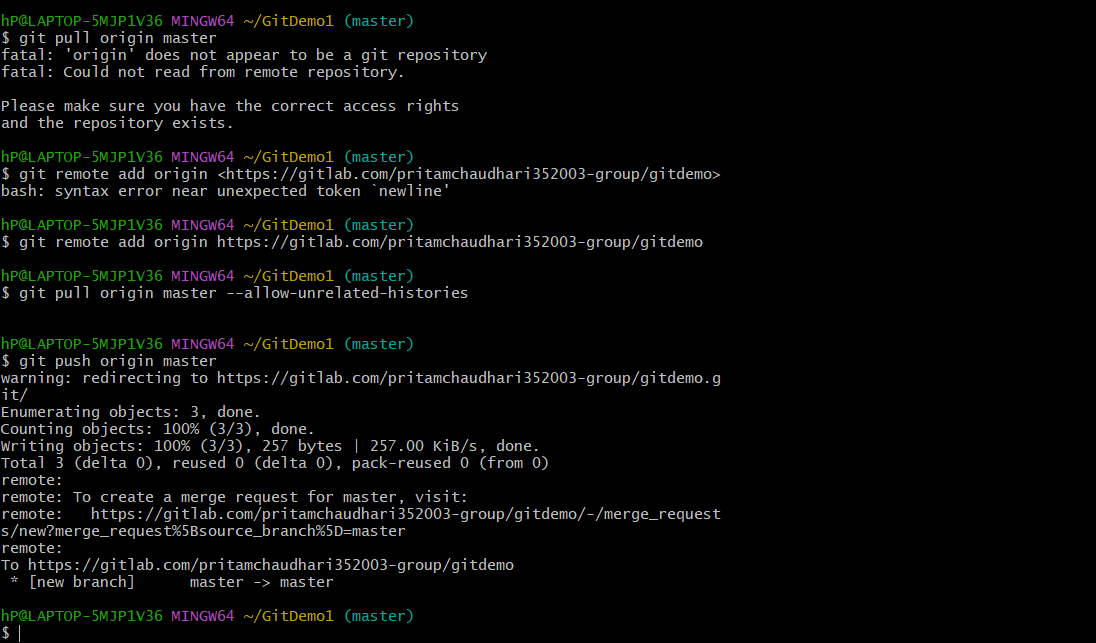 hP@LAPTOP-5MJP1V36 MINGW64 ~/GitDemo1 (master)
$ git pull origin master
fatal: 'origin' does not appear to be a git repository
fatal: Could not read from remote repository.
Please make sure you have the correct access rights
and the repository exists.
hP@LAPTOP-5MJP1V36 MINGW64 ~/GitDemo1 (master)
$ git remote add origin <https://gitlab.com/pritamchaudhari352003-group/gitdemo>
bash: syntax error near unexpected token `newline'
hP@LAPTOP-5MJP1V36 MINGW64 ~/GitDemo1 (master)
$ git remote add origin https://gitlab.com/pritamchaudhari352003-group/gitdemo
hP@LAPTOP-5MJP1V36 MINGW64 ~/GitDemo1 (master)
$ git pull origin master --allow-unrelated-histories
hP@LAPTOP-5MJP1V36 MINGW64 ~/GitDemo1 (master)
$ git push origin master
warning: redirecting to https://gitlab.com/pritamchaudhari352003-group/gitdemo.g
it/
Enumerating objects: 3, done.
Counting objects: 100% (3/3), done.
Writing objects: 100% (3/3), 257 bytes | 257.00 KiB/s, done.
Total 3 (delta 0), reused 0 (delta 0), pack-reused 0 (from 0)
remote:
remote: To create a merge request for master, visit:
remote:   https://gitlab.com/pritamchaudhari352003-group/gitdemo/-/merge_request
s/new?merge_request%5Bsource_branch%5D=master
remote:
To https://gitlab.com/pritamchaudhari352003-group/gitdemo
 * [new branch]      master -> master
hP@LAPTOP-5MJP1V36 MINGW64 ~/GitDemo1 (master)
$